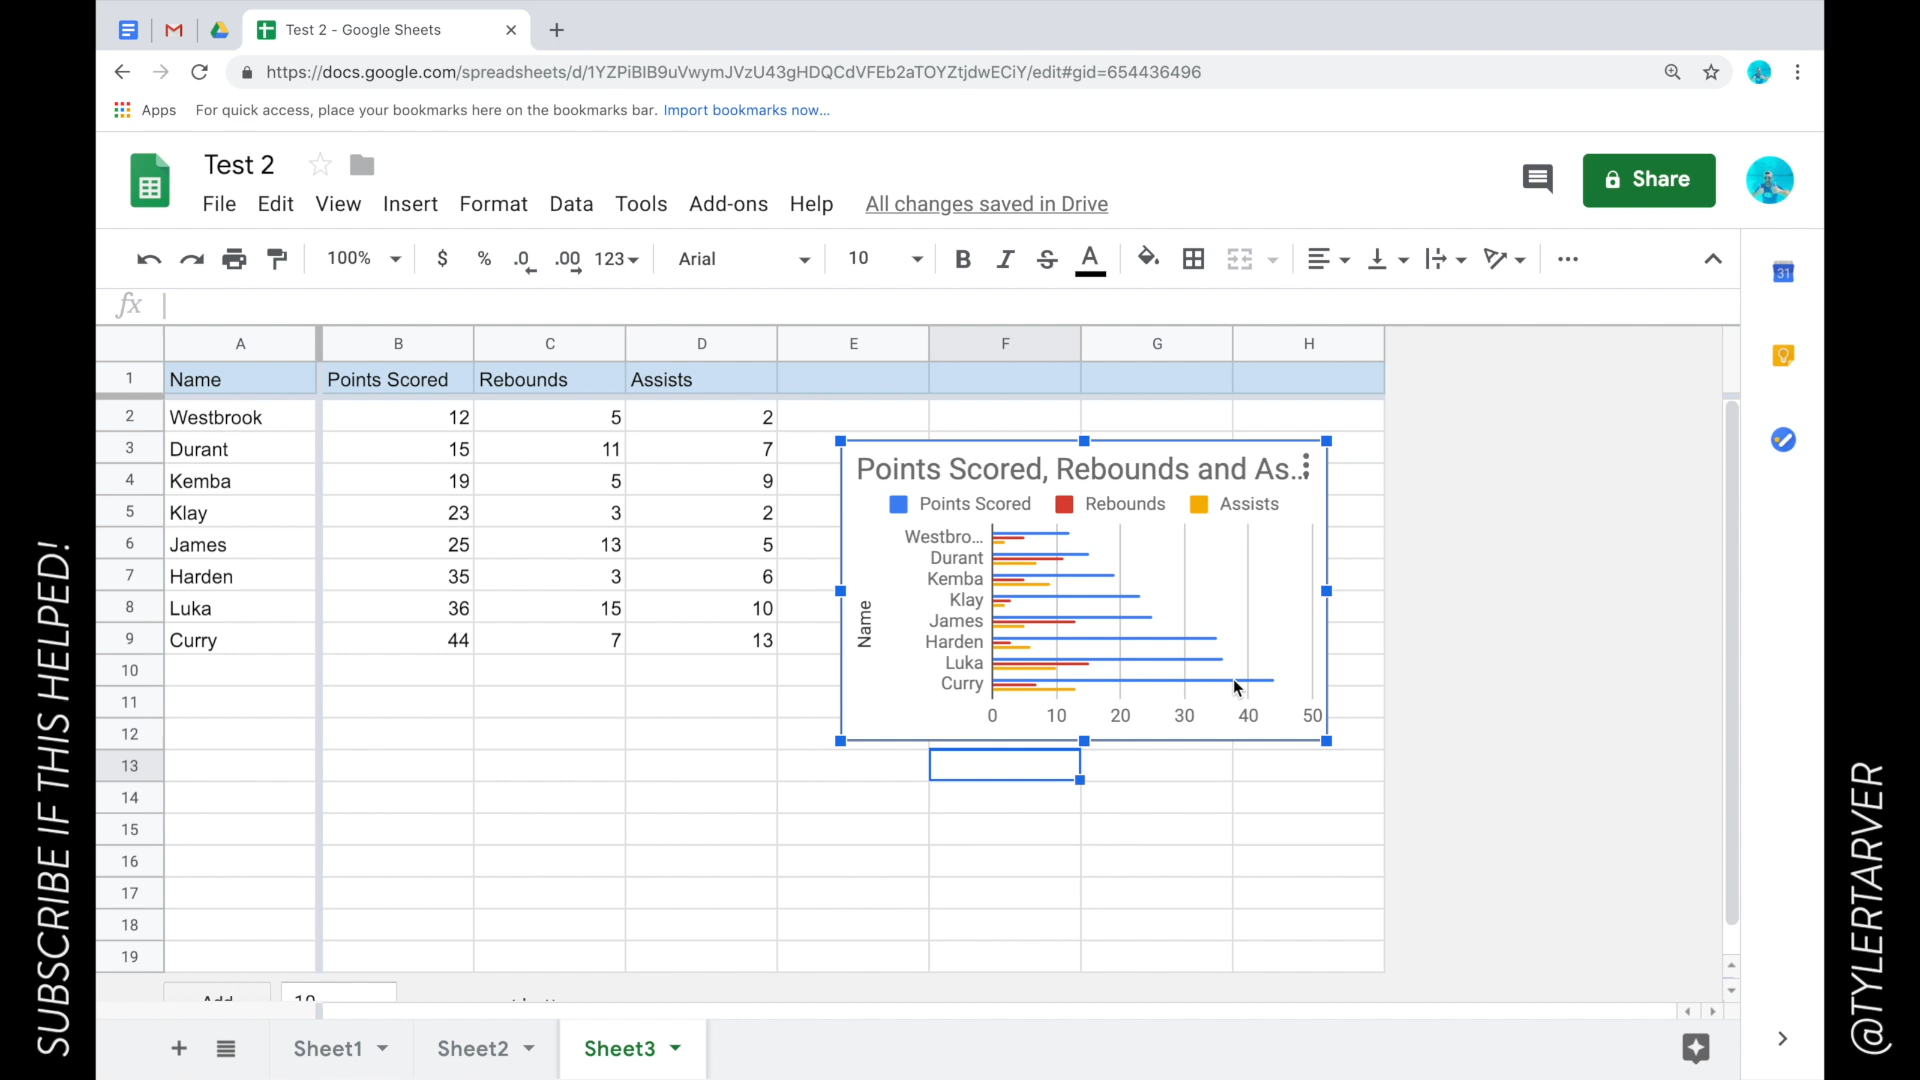 Test 2 - Google Sheets
https://docs.google.com/spreadsheets/d/1YZPiBIB9uVwymJVzU43gHDQCdVFEb2aTOYZtjdwECiY/edit#gid=654436496
Apps For quick access, place your bookmarks here on the bookmarks bar. Import bookmarks now...
Test 2
File Edit View Insert Format Data Tools Add-ons Help All changes saved in Drive
Share
100% $ % .0 .00 123 Arial 10 B I S A
31
fx
A B C D E F G H
1 Name Points Scored Rebounds Assists
2 Westbrook 12 5 2
3 Durant 15 11 7
4 Kemba 19 5 9
5 Klay 23 3 2
6 James 25 13 5
7 Harden 35 3 6
8 Luka 36 15 10
9 Curry 44 7 13
10
11
12
13
14
15
16
17
18
19
Points Scored, Rebounds and As...
Points Scored Rebounds Assists
Name
Westbro...
Durant
Kemba
Klay
James
Harden
Luka
Curry
0 10 20 30 40 50
Sheet1 Sheet2 Sheet3
SUBSCRIBE IF THIS HELPED!
@TYLERTARVER